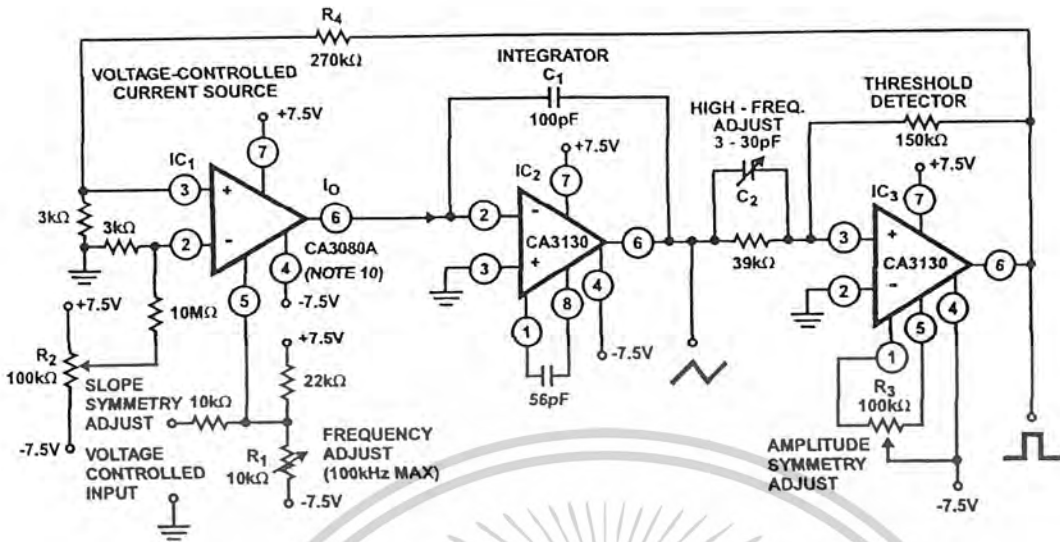 R4
270kΩ
VOLTAGE-CONTROLLED
CURRENT SOURCE
+7.5V
7
IC1
3
+
IO
6
3kΩ
3kΩ
2
-
CA3080A
(NOTE 10)
4
-7.5V
5
+7.5V
10MΩ
R2
100kΩ
-7.5V
SLOPE
SYMMETRY
ADJUST
10kΩ
VOLTAGE
CONTROLLED
INPUT
+7.5V
22kΩ
R1
10kΩ
FREQUENCY
ADJUST
(100kHz MAX)
-7.5V
INTEGRATOR
C1
100pF
+7.5V
7
IC2
2
-
CA3130
6
3
+
8
4
1
-7.5V
56pF
HIGH - FREQ.
ADJUST
3 - 30pF
C2
39kΩ
THRESHOLD
DETECTOR
150kΩ
+7.5V
7
IC3
3
+
CA3130
6
2
-
4
5
1
R3
100kΩ
AMPLITUDE
SYMMETRY
ADJUST
-7.5V